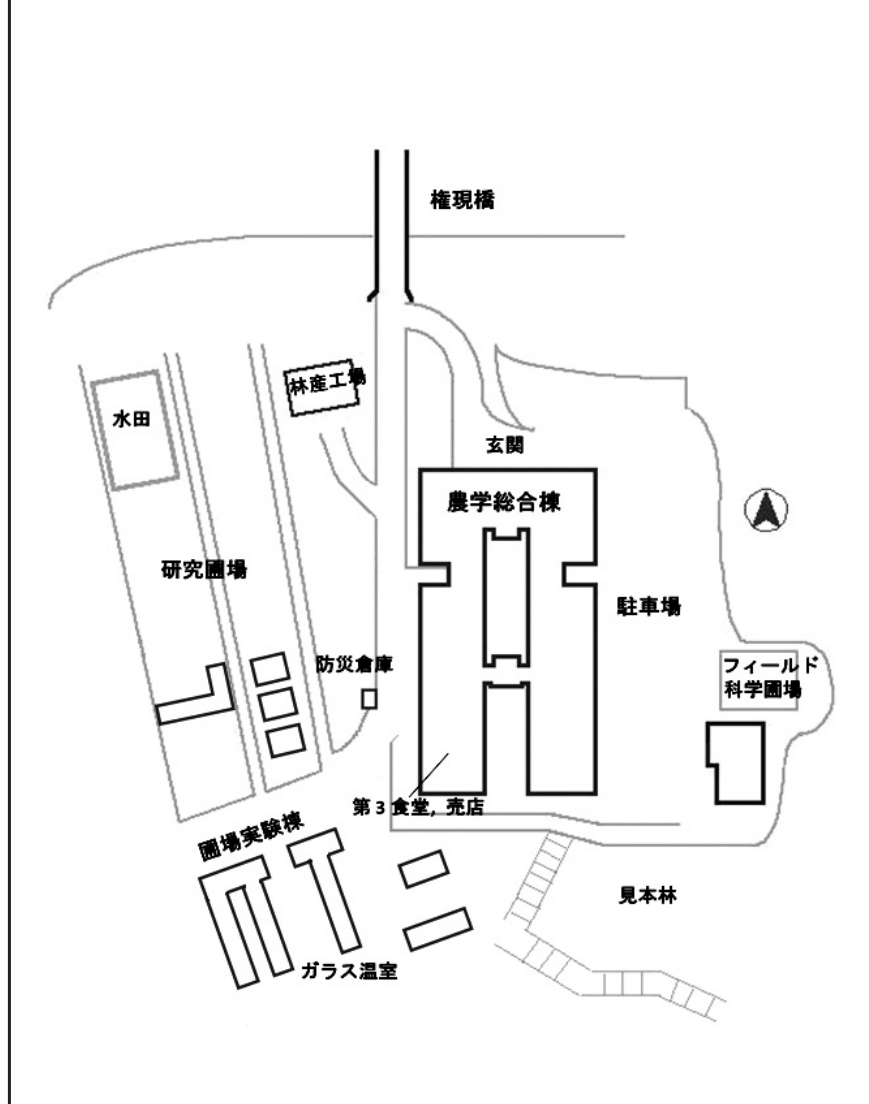 権現橋
林産工場
水田
玄関
農学総合棟
研究圃場
駐車場
防災倉庫
フィールド
科学圃場
第3食堂，売店
圃場実験棟
見本林
ガラス温室